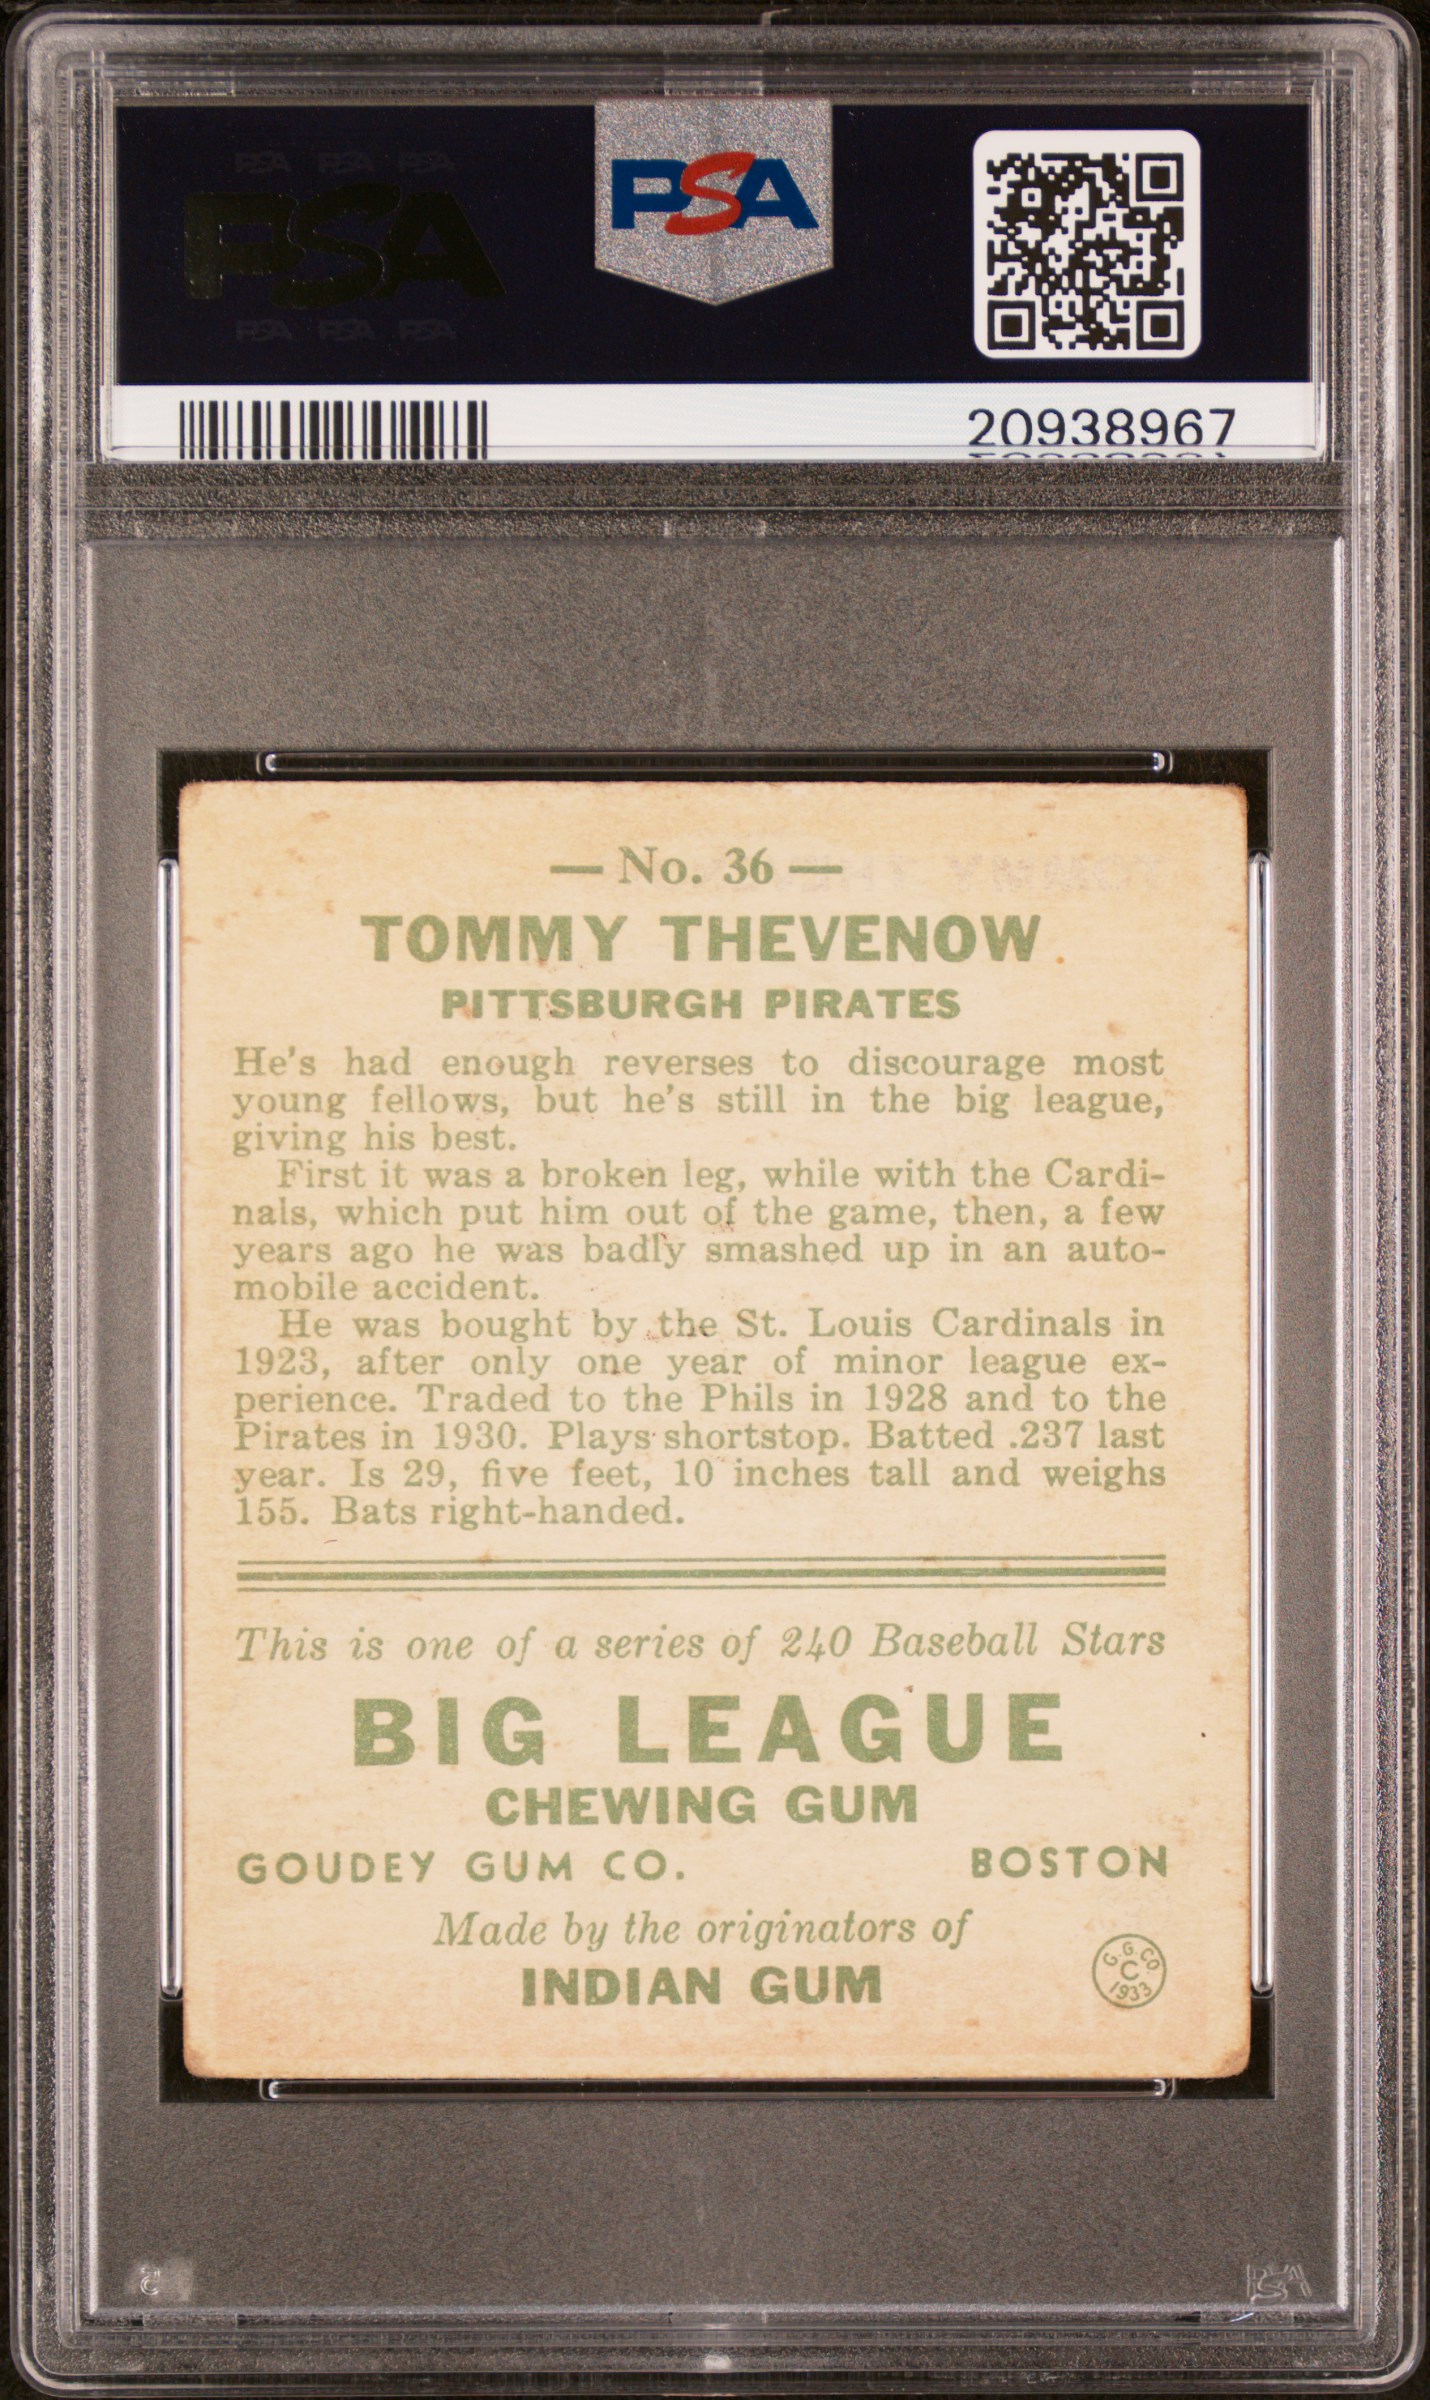 PSA PSA PSA
PSA
PSA PSA PSA
PSA
20938967
— No. 36 —
TOMMY THEVENOW
PITTSBURGH PIRATES
He's had enough reverses to discourage most
young fellows, but he's still in the big league,
giving his best.
First it was a broken leg, while with the Cardi-
nals, which put him out of the game, then, a few
years ago he was badly smashed up in an auto-
mobile accident.
He was bought by the St. Louis Cardinals in
1923, after only one year of minor league ex-
perience. Traded to the Phils in 1928 and to the
Pirates in 1930. Plays shortstop. Batted .237 last
year. Is 29, five feet, 10 inches tall and weighs
155. Bats right-handed.
This is one of a series of 240 Baseball Stars
BIG LEAGUE
CHEWING GUM
GOUDEY GUM CO. BOSTON
Made by the originators of
INDIAN GUM
G. G. CO.
C
1933
PSA